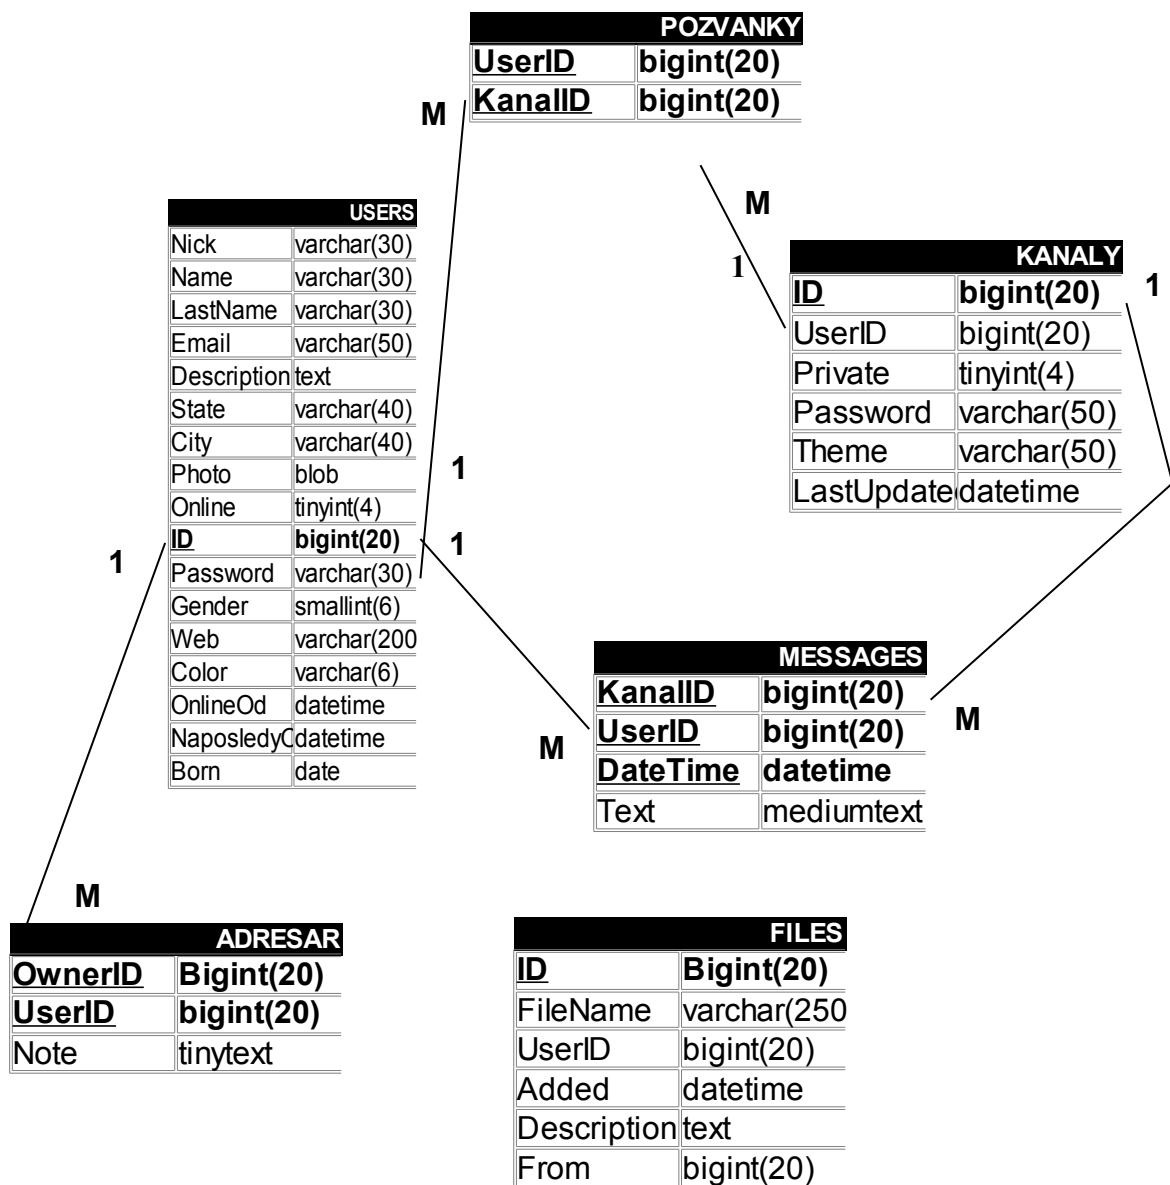 POZVANKY
UserID bigint(20)
KanalID bigint(20)
M
M
1
USERS
Nick varchar(30)
Name varchar(30)
LastName varchar(30)
Email varchar(50)
Description text
State varchar(40)
City varchar(40)
Photo blob
Online tinyint(4)
ID bigint(20)
Password varchar(30)
Gender smallint(6)
Web varchar(200
Color varchar(6)
OnlineOd datetime
NaposledyO datetime
Born date
1
1
1
KANALY
ID bigint(20)
UserID bigint(20)
Private tinyint(4)
Password varchar(50)
Theme varchar(50)
LastUpdate datetime
1
MESSAGES
KanalID bigint(20)
UserID bigint(20)
DateTime datetime
Text mediumtext
M
M
M
ADRESAR
OwnerID Bigint(20)
UserID bigint(20)
Note tinytext
FILES
ID Bigint(20)
FileName varchar(250
UserID bigint(20)
Added datetime
Description text
From bigint(20)